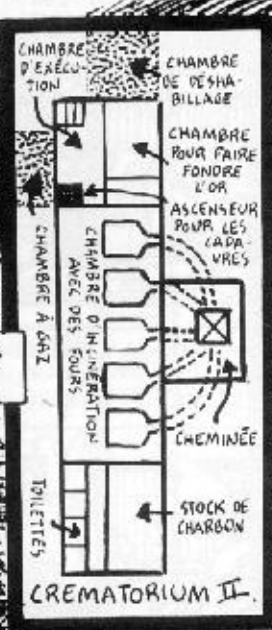 CHAMBRE
D'EXÉCU-
TION
CHAMBRE
DE DÉSHA-
BILLAGE
CHAMBRE
POUR FAIRE
FONDRE
L'OR
ASCENSEUR
POUR LES
CADA-
VRES
CHAMBRE À GAZ
CHAMBRE D'INCINÉRATION
AVEC DES FOURS
CHEMINÉE
TOILETTES
STOCK DE
CHARBON
CREMATORIUM II.